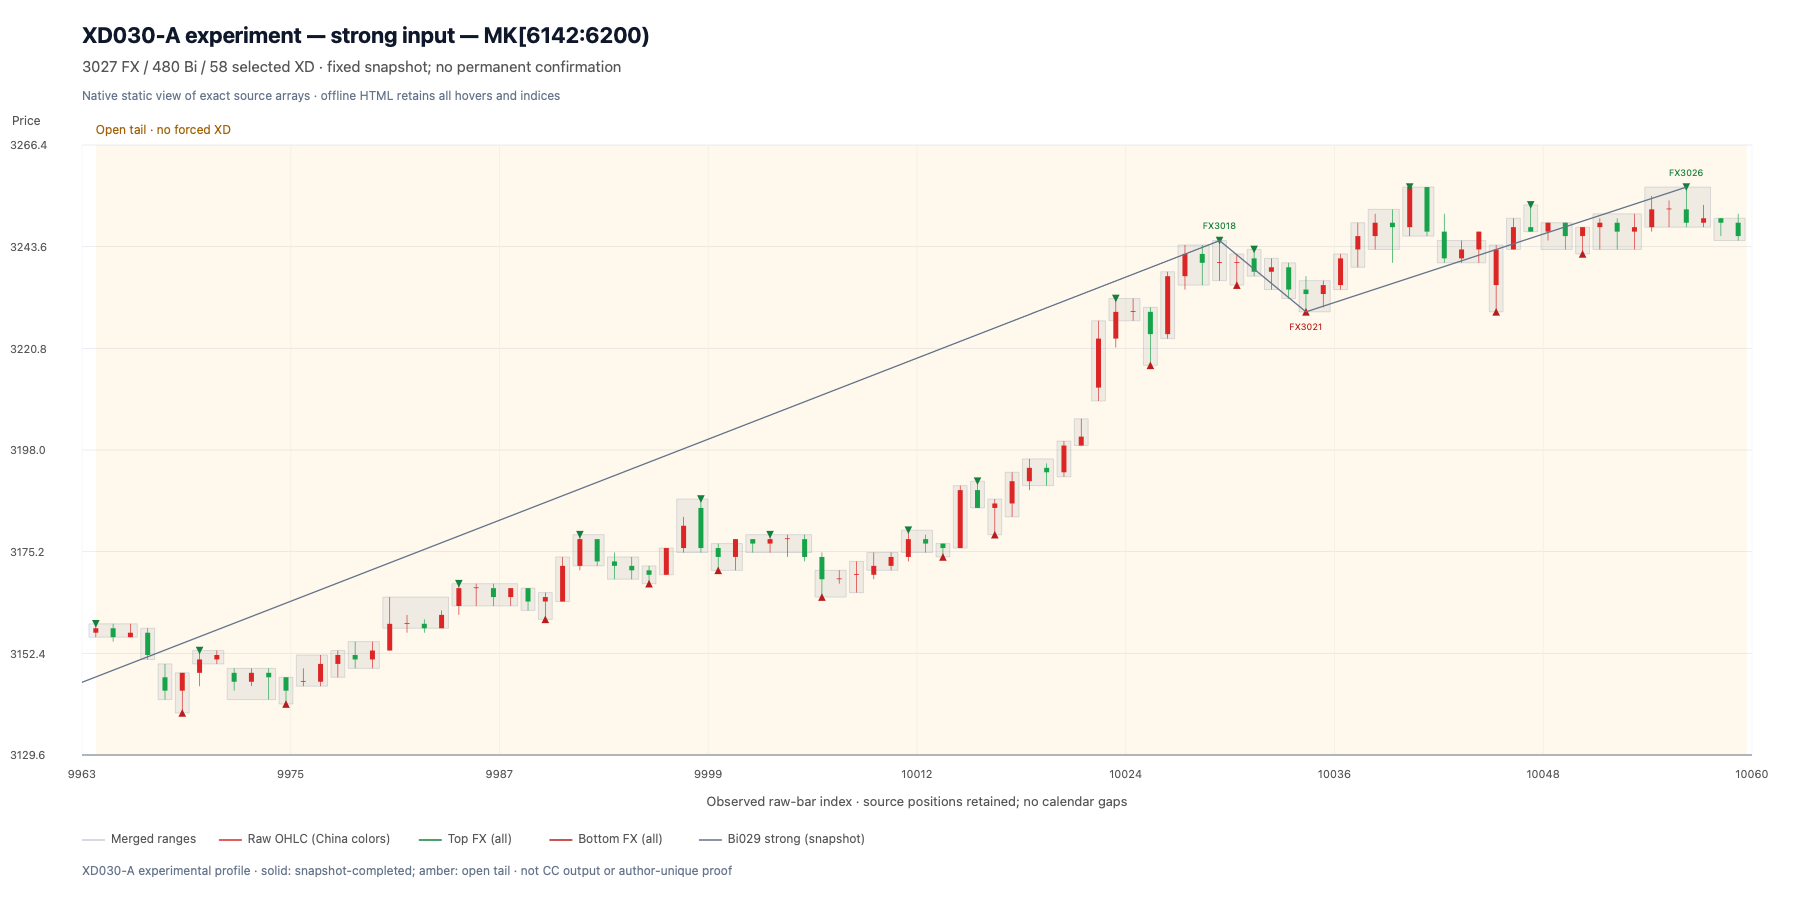 XD030-A experiment — strong input — MK[6142:6200)
3027 FX / 480 Bi / 58 selected XD · fixed snapshot; no permanent confirmation
Native static view of exact source arrays · offline HTML retains all hovers and indices
Price
Open tail · no forced XD
3266.4
FX3026
FX3018
3243.6
FX3021
3220.8
3198.0
3175.2
3152.4
3129.6
9963 9975 9987 9999 10012 10024 10036 10048 10060
Observed raw-bar index · source positions retained; no calendar gaps
Merged ranges Raw OHLC (China colors) Top FX (all) Bottom FX (all) Bi029 strong (snapshot)
XD030-A experimental profile · solid: snapshot-completed; amber: open tail · not CC output or author-unique proof